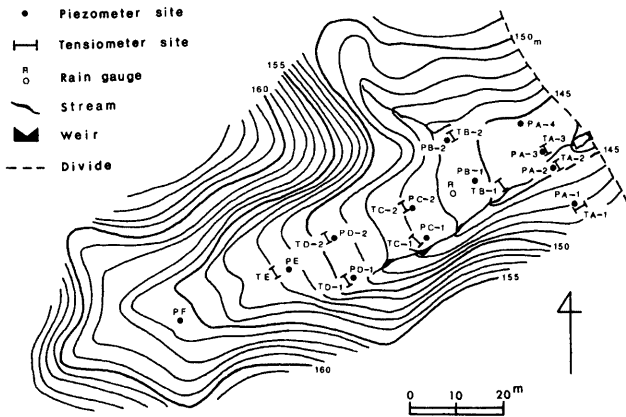 Piezometer site
Tensiometer site
R Rain gauge
Stream
Weir
Divide
150m
155
160
145
PA-4
TB-2
PB-2
TA-3
PA-3
TA-2
145
PA-2
PB-1
R
TB-1
PA-1
TC-2
PC-2
TA-1
PD-2
PC-1
TD-2
TC-1
150
PE
PD-1
155
TE
TD-1
PF
160
0 10 20 m